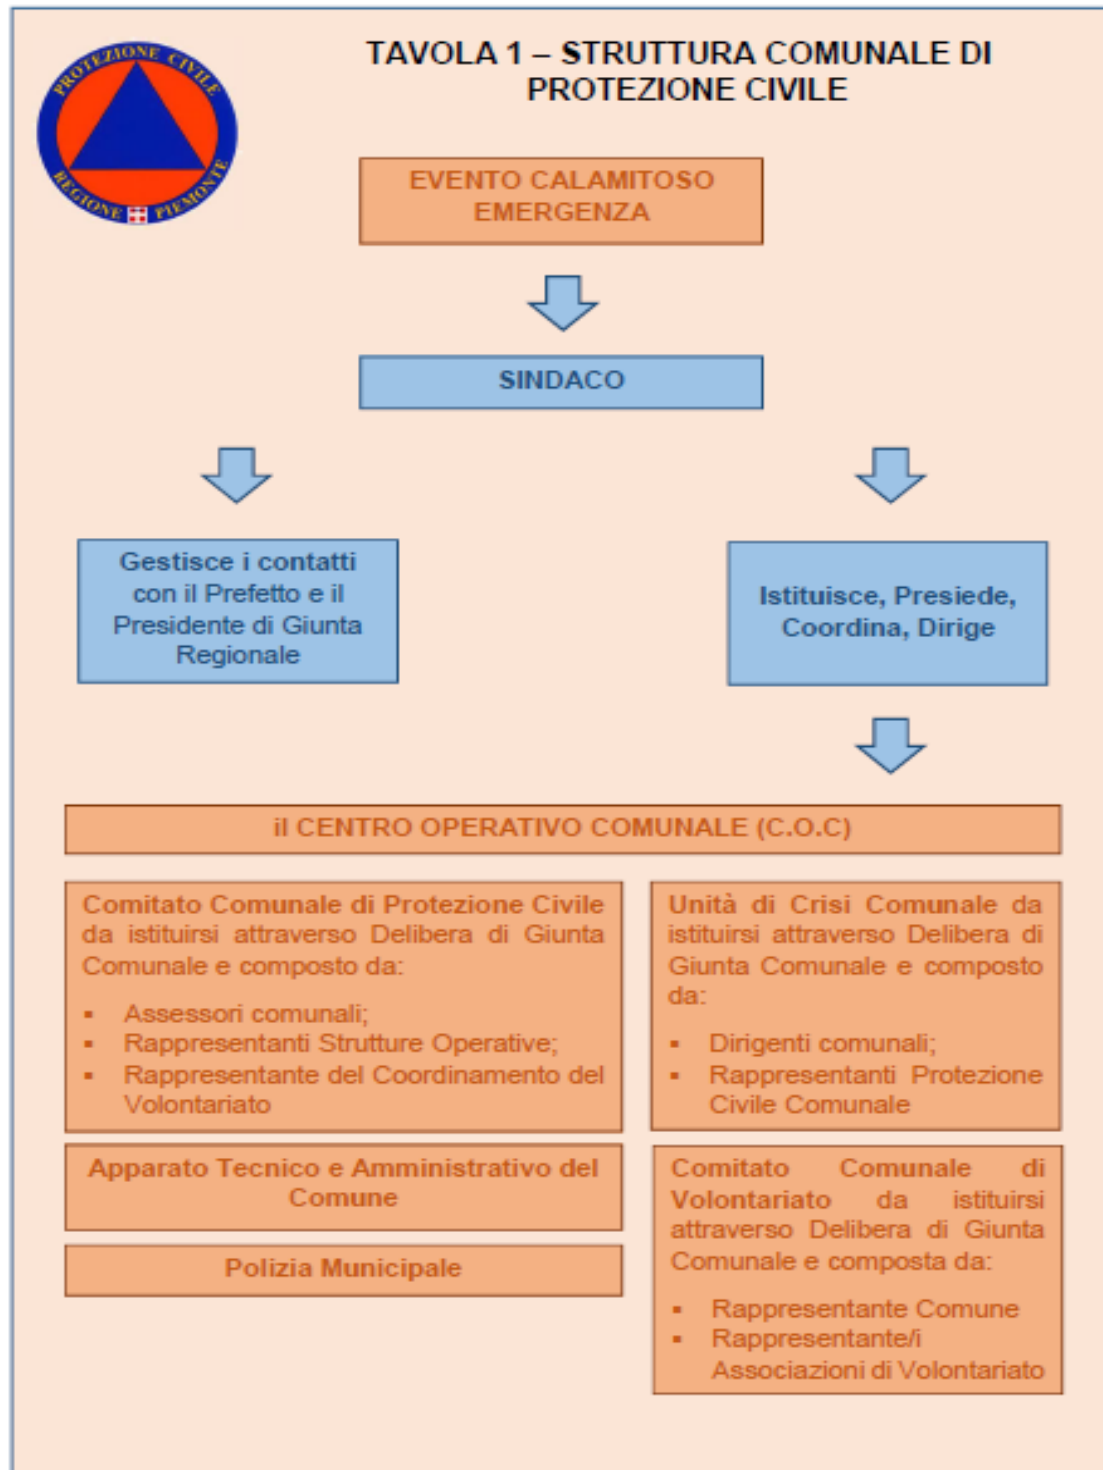 PROTEZIONE CIVILE
REGIONE PIEMONTE
TAVOLA 1 – STRUTTURA COMUNALE DI
PROTEZIONE CIVILE
EVENTO CALAMITOSO
EMERGENZA
SINDACO
Gestisce i contatti
con il Prefetto e il
Presidente di Giunta
Regionale
Istituisce, Presiede,
Coordina, Dirige
il CENTRO OPERATIVO COMUNALE (C.O.C)
Comitato Comunale di Protezione Civile
da istituirsi attraverso Delibera di Giunta
Comunale e composto da:
▪ Assessori comunali;
▪ Rappresentanti Strutture Operative;
▪ Rappresentante del Coordinamento del
Volontariato
Apparato Tecnico e Amministrativo del
Comune
Polizia Municipale
Unità di Crisi Comunale da
istituirsi attraverso Delibera di
Giunta Comunale e composto
da:
▪ Dirigenti comunali;
▪ Rappresentanti Protezione
Civile Comunale
Comitato Comunale di
Volontariato da istituirsi
attraverso Delibera di Giunta
Comunale e composta da:
▪ Rappresentante Comune
▪ Rappresentante/i
Associazioni di Volontariato